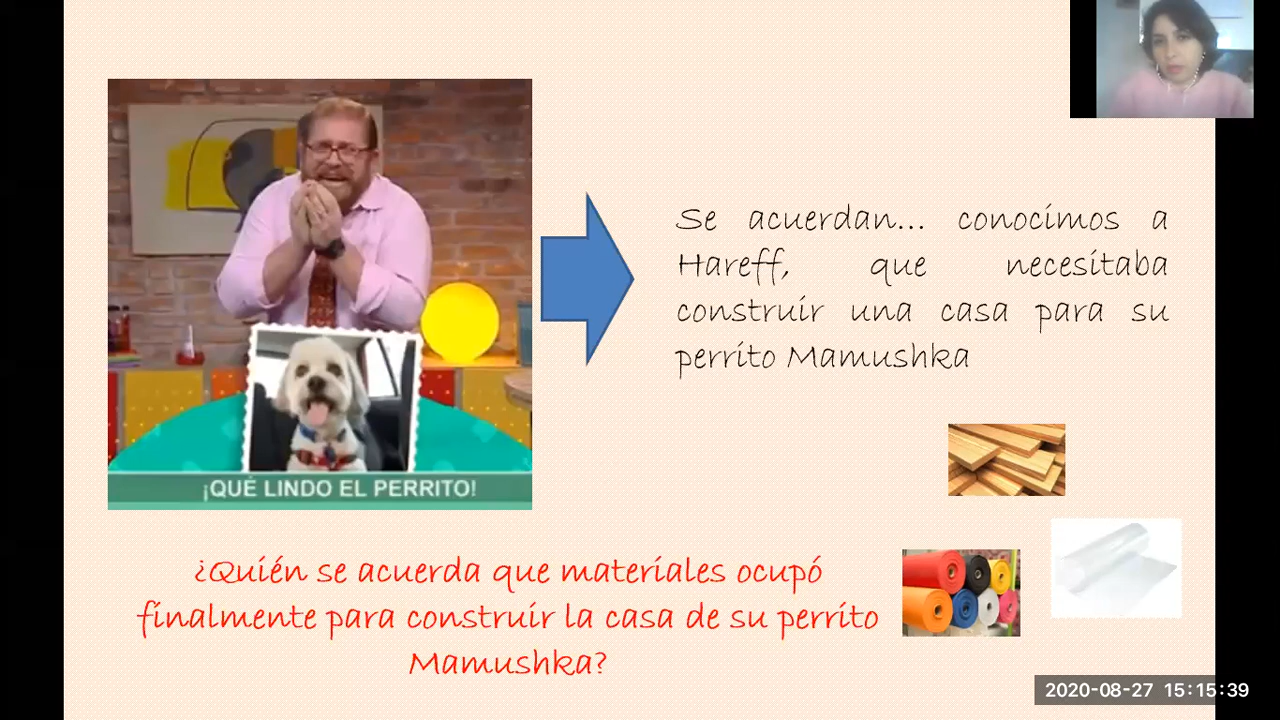 Se acuerdan... conocimos a
Hareff, que necesitaba
construir una casa para su
perrito Mamushka
¡QUÉ LINDO EL PERRITO!
¿Quién se acuerda que materiales ocupó
finalmente para construir la casa de su perrito
Mamushka?
2020-08-27 15:15:39